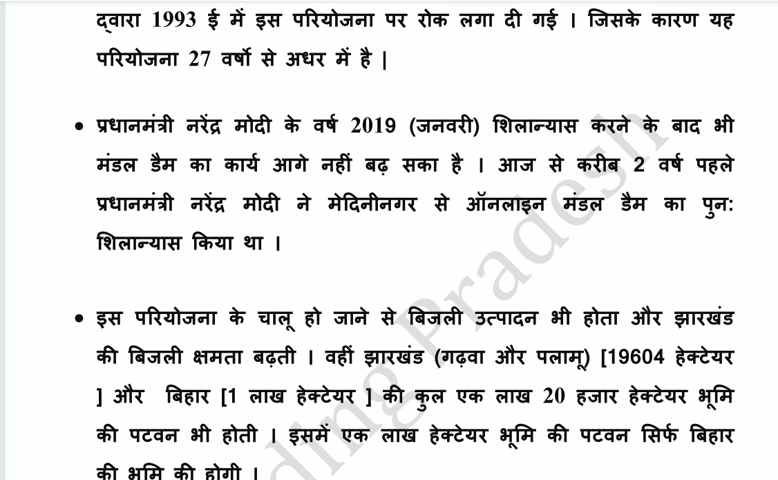 द्वारा 1993 ई में इस परियोजना पर रोक लगा दी गई । जिसके कारण यह
परियोजना 27 वर्षो से अधर में है |
• प्रधानमंत्री नरेंद्र मोदी के वर्ष 2019 (जनवरी) शिलान्यास करने के बाद भी
मंडल डैम का कार्य आगे नहीं बढ़ सका है । आज से करीब 2 वर्ष पहले
प्रधानमंत्री नरेंद्र मोदी ने मेदिनीनगर से ऑनलाइन मंडल डैम का पुन:
शिलान्यास किया था ।
• इस परियोजना के चालू हो जाने से बिजली उत्पादन भी होता और झारखंड
की बिजली क्षमता बढ़ती । वहीं झारखंड (गढ़वा और पलामू) [19604 हेक्टेयर
] और बिहार [1 लाख हेक्टेयर ] की कुल एक लाख 20 हजार हेक्टेयर भूमि
की पटवन भी होती । इसमें एक लाख हेक्टेयर भूमि की पटवन सिर्फ बिहार
की भूमि की होगी ।
ding Pradesh